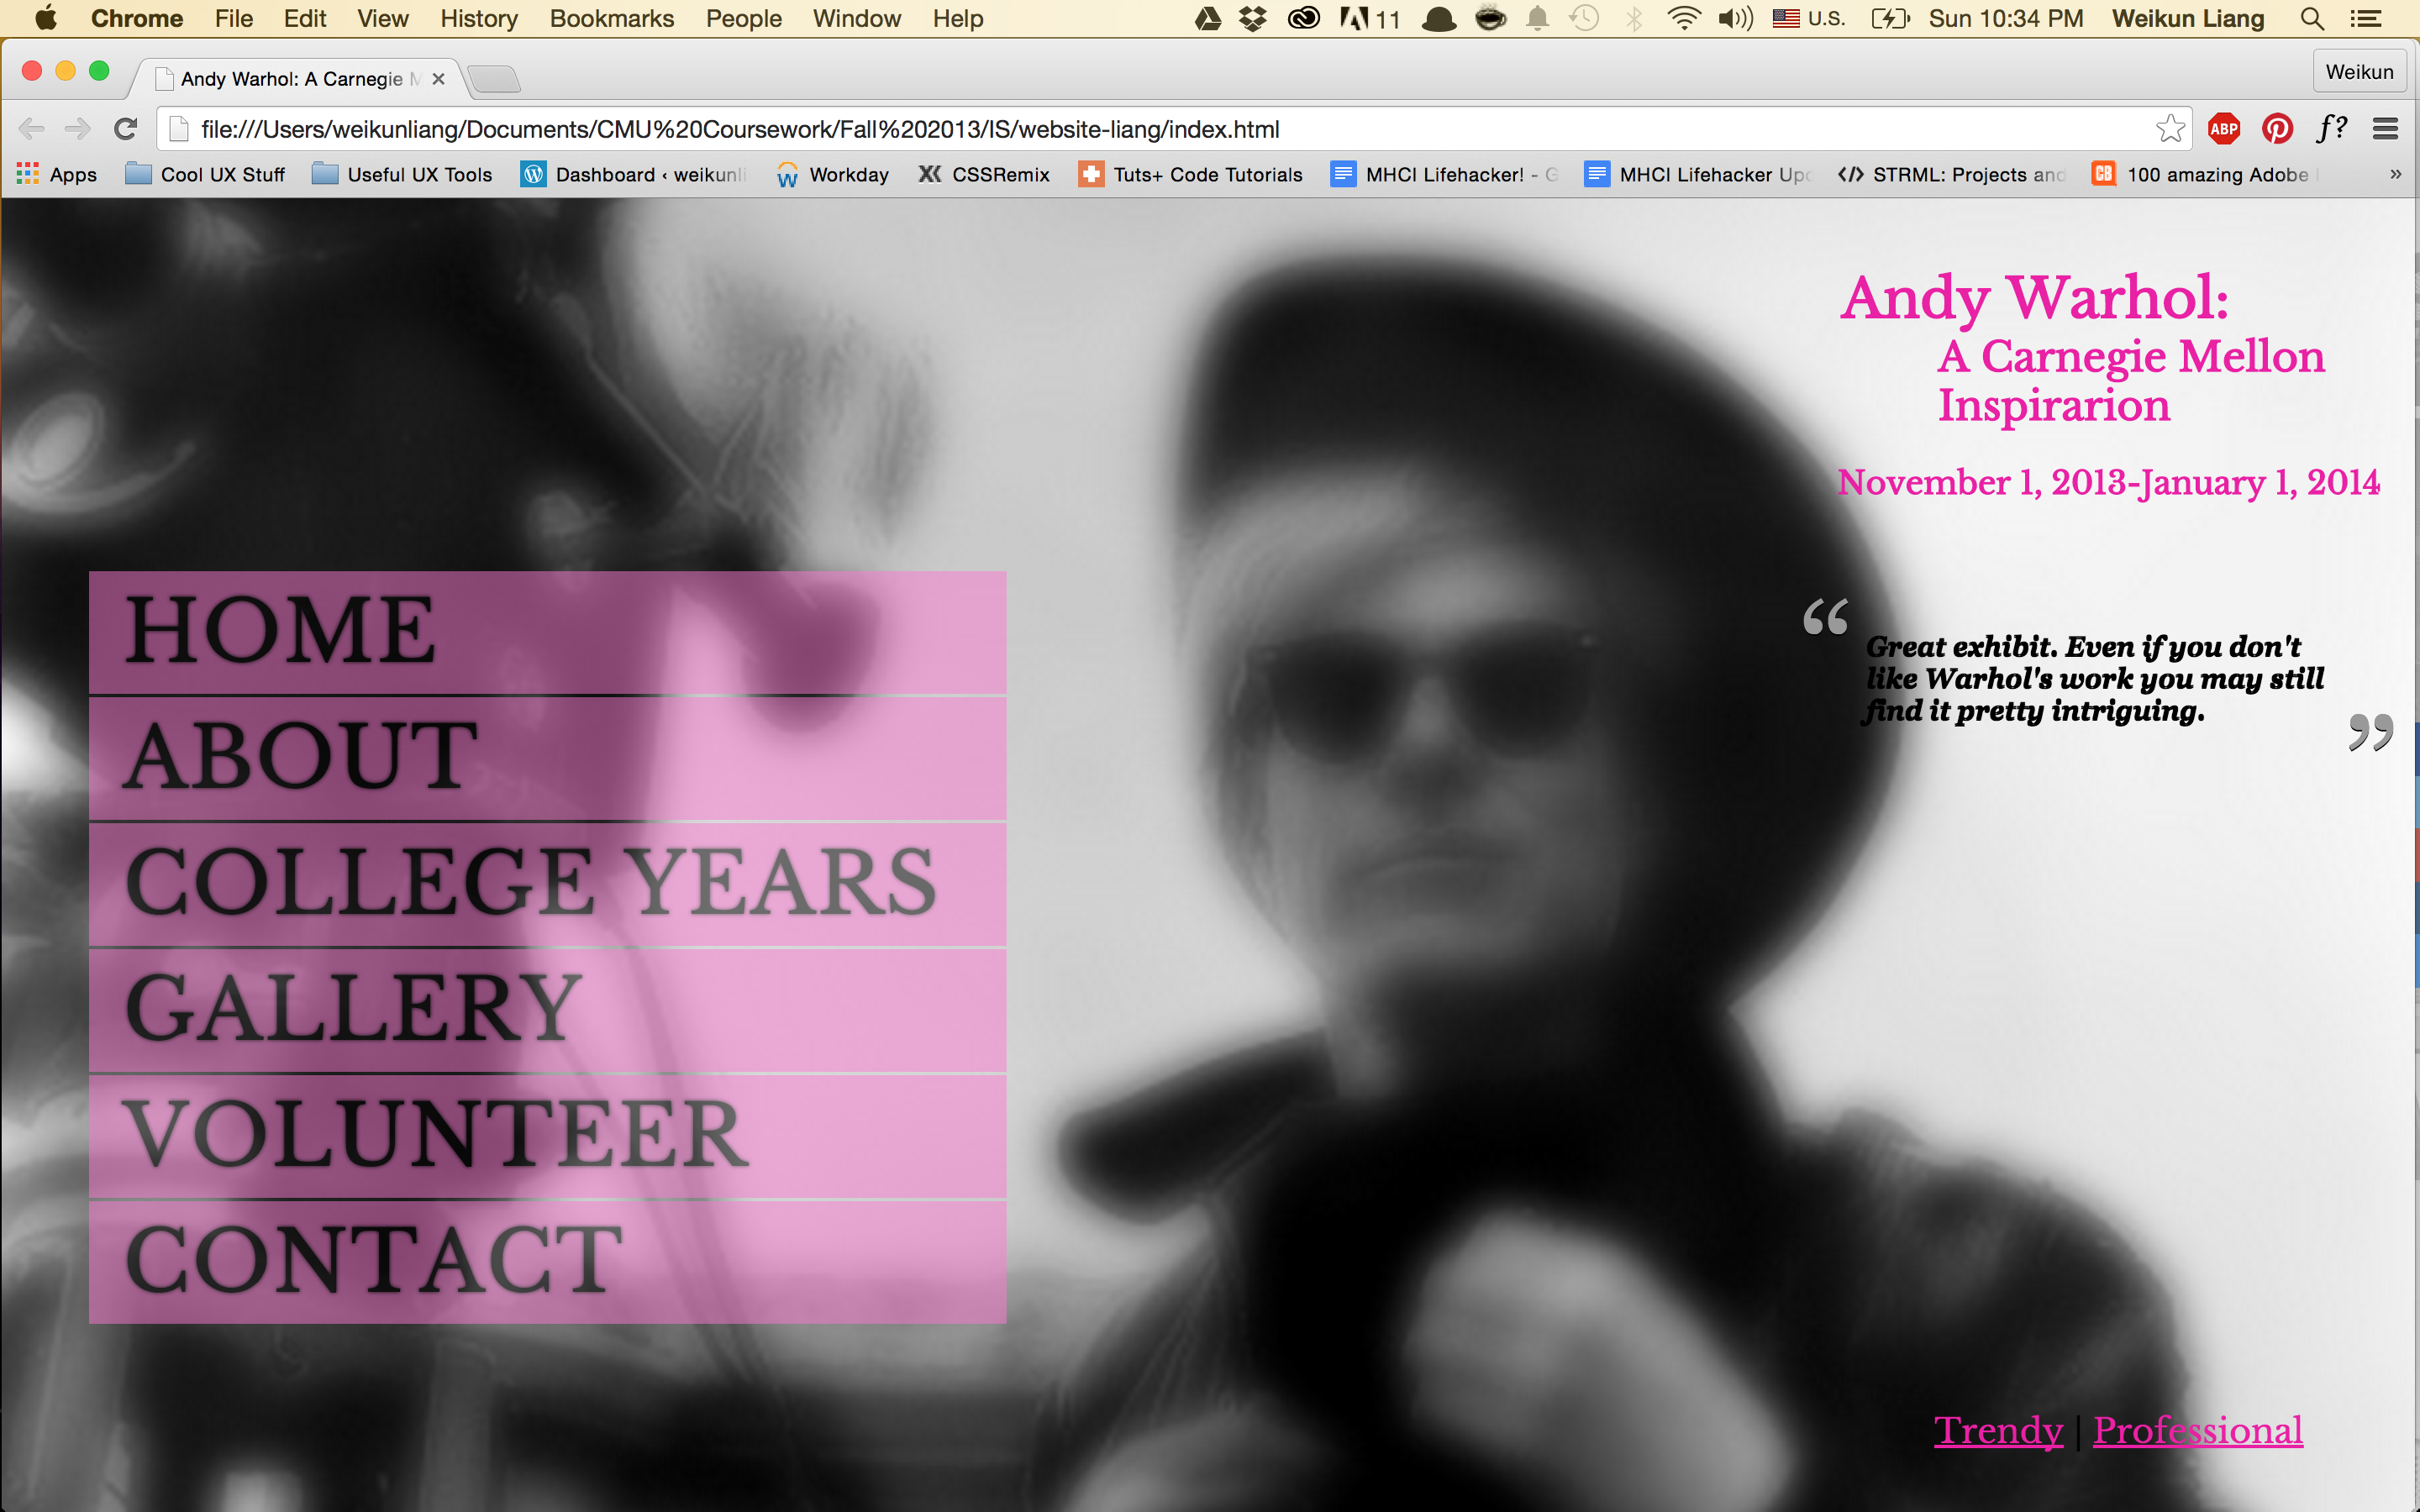 Chrome File Edit View History Bookmarks People Window Help 11 U.S. Sun 10:34 PM Weikun Liang
Andy Warhol: A Carnegie M
Weikun
file:///Users/weikunliang/Documents/CMU%20Coursework/Fall%202013/IS/website-liang/index.html ABP f?
Apps Cool UX Stuff Useful UX Tools Dashboard ‹ weikunli Workday CSSRemix Tuts+ Code Tutorials MHCI Lifehacker! - G MHCI Lifehacker Upd </> STRML: Projects and CB 100 amazing Adobe »
Andy Warhol:
A Carnegie Mellon
Inspirarion
November 1, 2013-January 1, 2014
HOME
ABOUT
COLLEGE YEARS
GALLERY
VOLUNTEER
CONTACT
“ Great exhibit. Even if you don't
like Warhol's work you may still
find it pretty intriguing. ”
Trendy | Professional